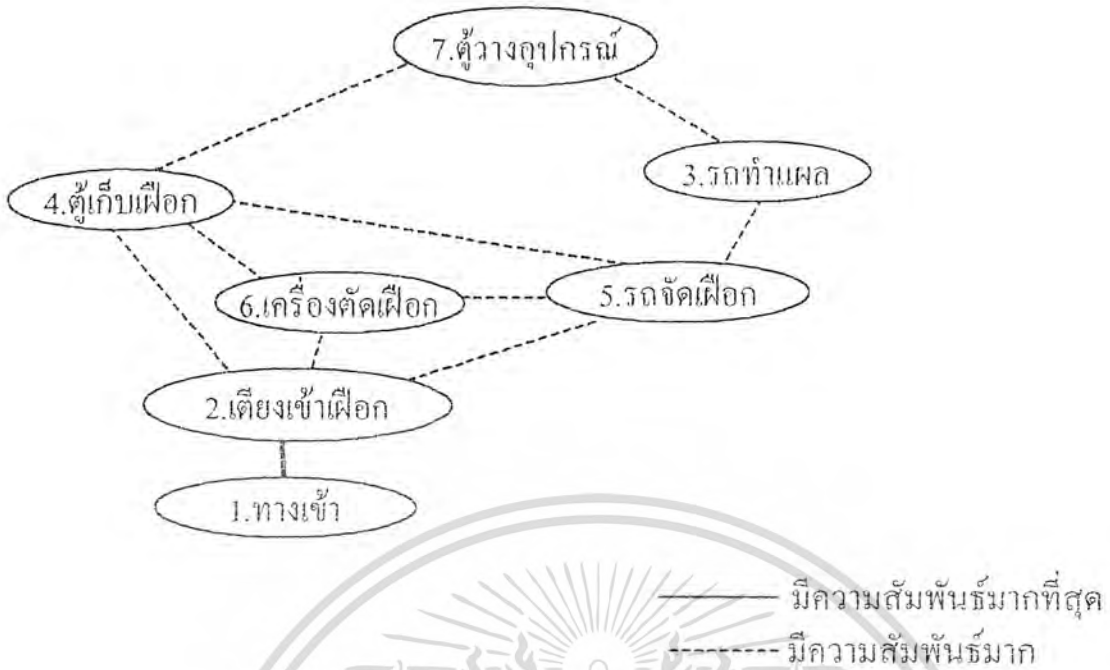 7.ตู้วางอุปกรณ์
3.รถทำแผล
4.ตู้เก็บเฝือก
5.รถจัดเฝือก
6.เครื่องตัดเฝือก
2.เตียงเข้าเฝือก
1.ทางเข้า
มีความสัมพันธ์มากที่สุด
มีความสัมพันธ์มาก